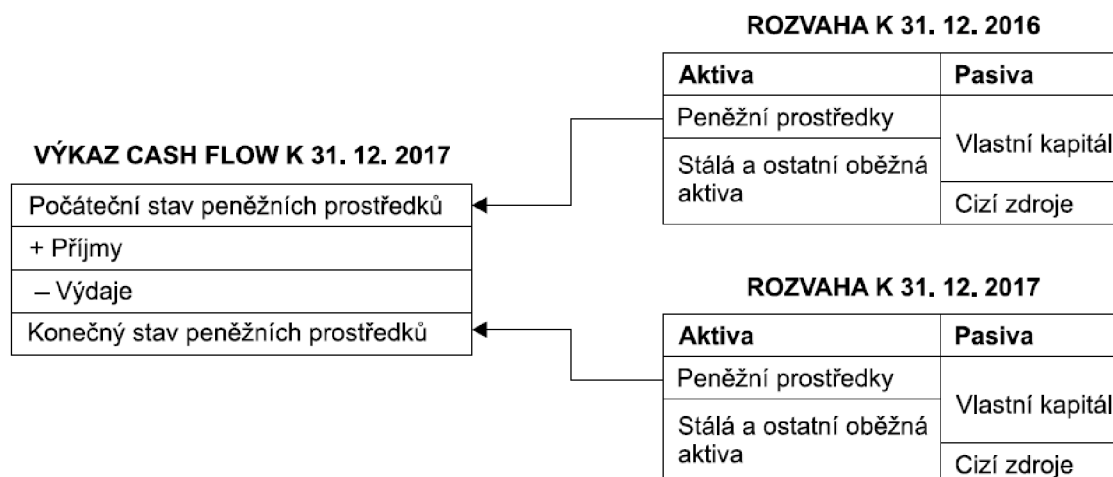 VÝKAZ CASH FLOW K 31. 12. 2017
Počáteční stav peněžních prostředků
+ Příjmy
– Výdaje
Konečný stav peněžních prostředků
ROZVAHA K 31. 12. 2016
Aktiva
Pasiva
Peněžní prostředky
Stálá a ostatní oběžná
aktiva
Vlastní kapitál
Cizí zdroje
ROZVAHA K 31. 12. 2017
Aktiva
Pasiva
Peněžní prostředky
Stálá a ostatní oběžná
aktiva
Vlastní kapitál
Cizí zdroje